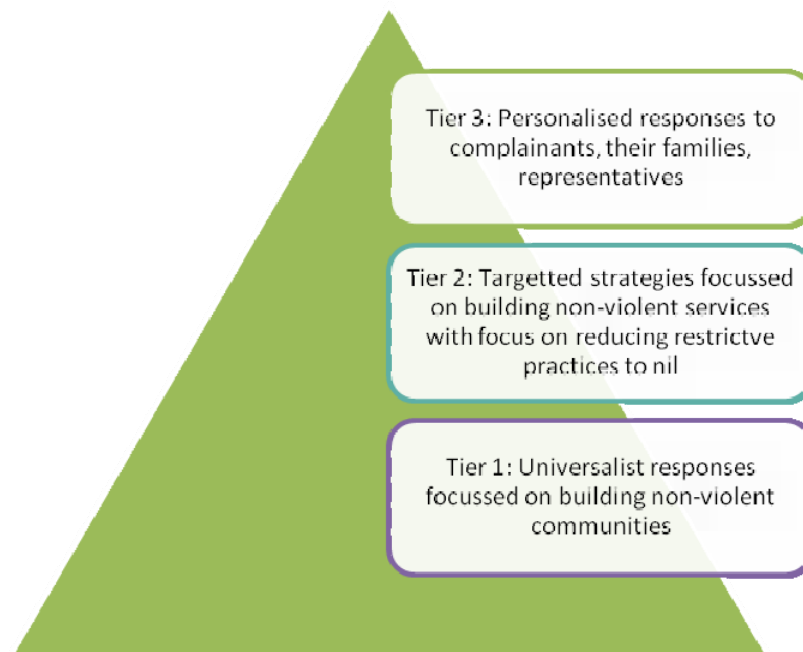 Tier 3: Personalised responses to
complainants, their families,
representatives
Tier 2: Targetted strategies focussed
on building non-violent services
with focus on reducing restrictve
practices to nil
Tier 1: Universalist responses
focussed on building non-violent
communities